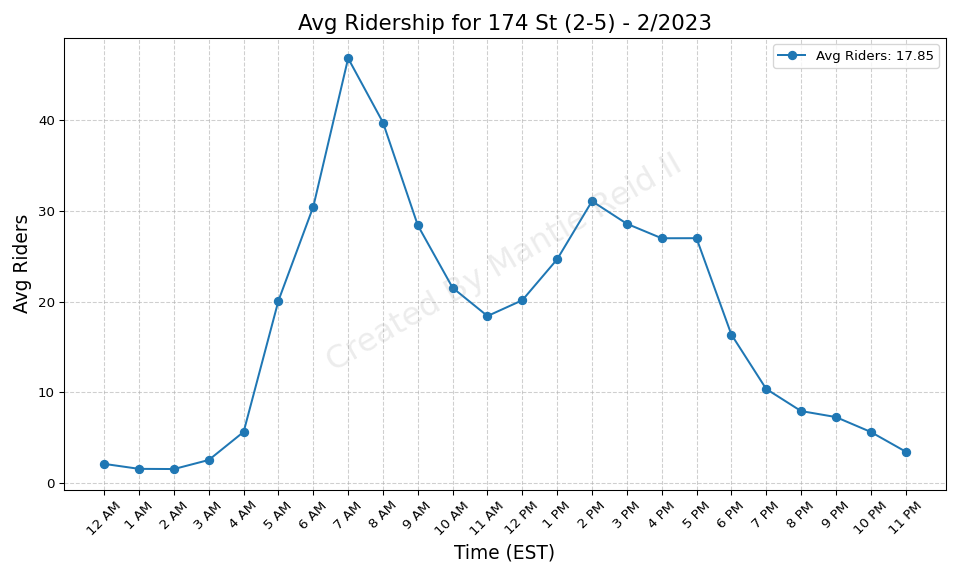 Avg Ridership for 174 St (2-5) - 2/2023
Avg Riders: 17.85
Avg Riders
40
30
20
10
0
Created By Mantie Reid II
12 AM
1 AM
2 AM
3 AM
4 AM
5 AM
6 AM
7 AM
8 AM
9 AM
10 AM
11 AM
12 PM
1 PM
2 PM
3 PM
4 PM
5 PM
6 PM
7 PM
8 PM
9 PM
10 PM
11 PM
Time (EST)